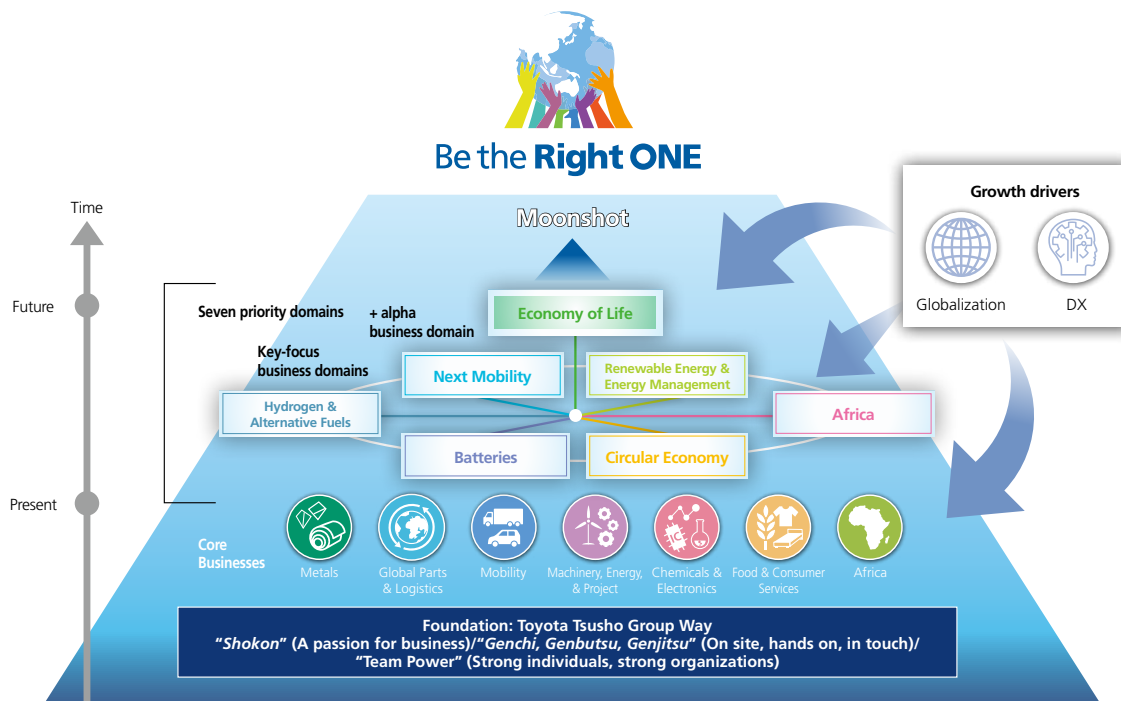 Be the Right ONE
Growth drivers
Globalization
DX
Time
Future
Present
Moonshot
Seven priority domains
+ alpha
business domain
Economy of Life
Key-focus
business domains
Next Mobility
Renewable Energy &
Energy Management
Hydrogen &
Alternative Fuels
Africa
Batteries
Circular Economy
Core
Businesses
IC
Metals
Global Parts
& Logistics
Mobility
Machinery, Energy,
& Project
Chemicals &
Electronics
Food & Consumer
Services
Africa
Foundation: Toyota Tsusho Group Way
“Shokon” (A passion for business)/“Genchi, Genbutsu, Genjitsu” (On site, hands on, in touch)/
“Team Power” (Strong individuals, strong organizations)